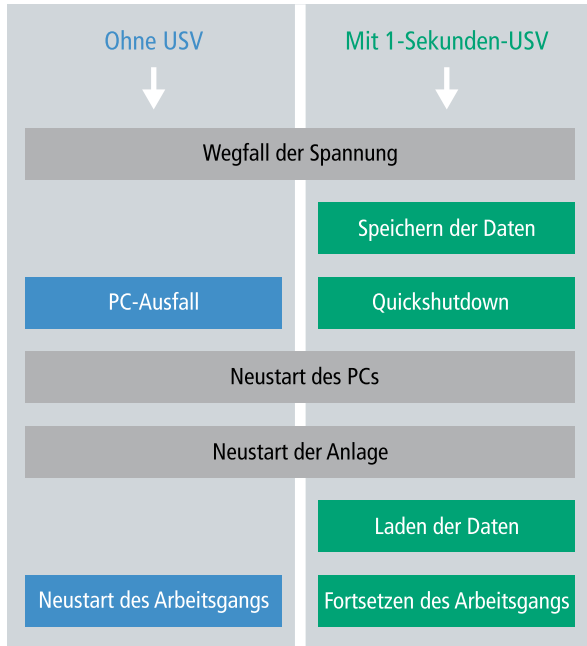 Ohne USV
Mit 1-Sekunden-USV
Wegfall der Spannung
Speichern der Daten
PC-Ausfall
Quickshutdown
Neustart des PCs
Neustart der Anlage
Laden der Daten
Neustart des Arbeitsgangs
Fortsetzen des Arbeitsgangs